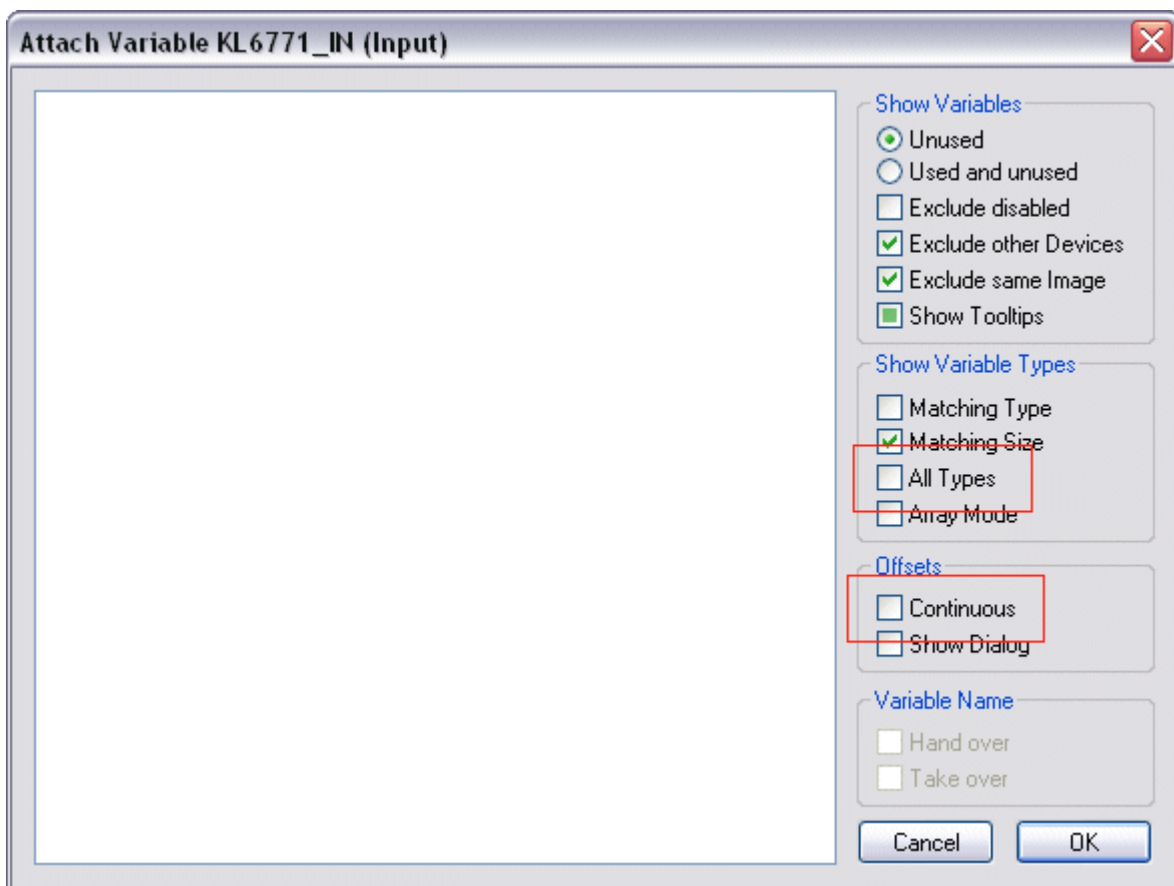 Attach Variable KL6771_IN (Input)
Show Variables
Unused
Used and unused
Exclude disabled
Exclude other Devices
Exclude same Image
Show Tooltips
Show Variable Types
Matching Type
Matching Size
All Types
Array Mode
Offsets
Continuous
Show Dialog
Variable Name
Hand over
Take over
Cancel OK